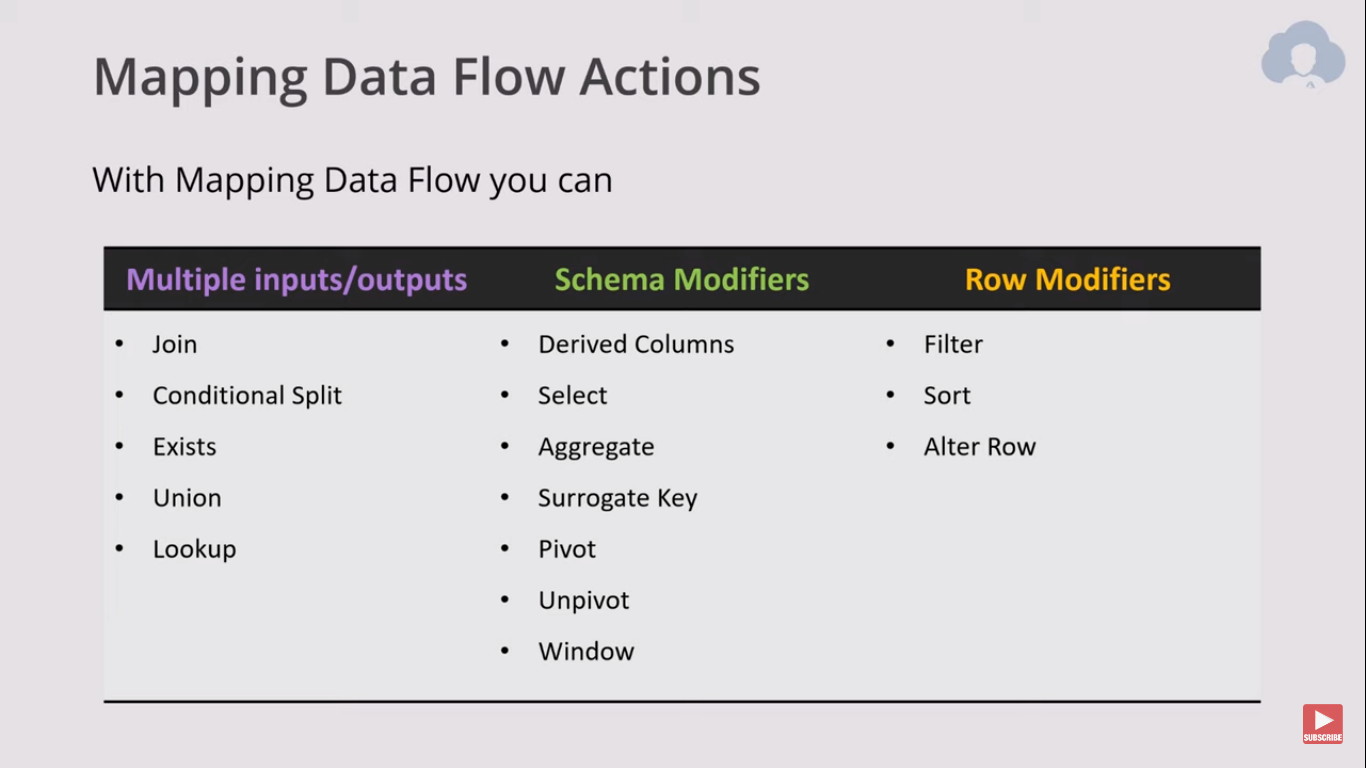 Mapping Data Flow Actions
With Mapping Data Flow you can
Multiple inputs/outputs
• Join
• Conditional Split
• Exists
• Union
• Lookup
Schema Modifiers
• Derived Columns
• Select
• Aggregate
• Surrogate Key
• Pivot
• Unpivot
• Window
Row Modifiers
• Filter
• Sort
• Alter Row
SUBSCRIBE